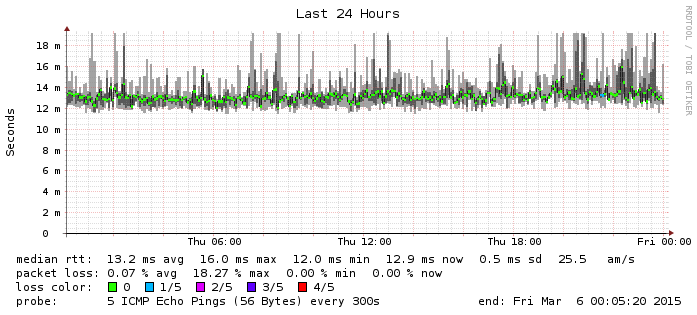 Last 24 Hours
RRDTOOL / TOBI OETIKER
Seconds
18 m
16 m
14 m
12 m
10 m
8 m
6 m
4 m
2 m
0
Thu 06:00 Thu 12:00 Thu 18:00 Fri 00:00
median rtt: 13.2 ms avg 16.0 ms max 12.0 ms min 12.9 ms now 0.5 ms sd 25.5 am/s
packet loss: 0.07 % avg 18.27 % max 0.00 % min 0.00 % now
loss color: 0 1/5 2/5 3/5 4/5
probe: 5 ICMP Echo Pings (56 Bytes) every 300s end: Fri Mar 6 00:05:20 2015